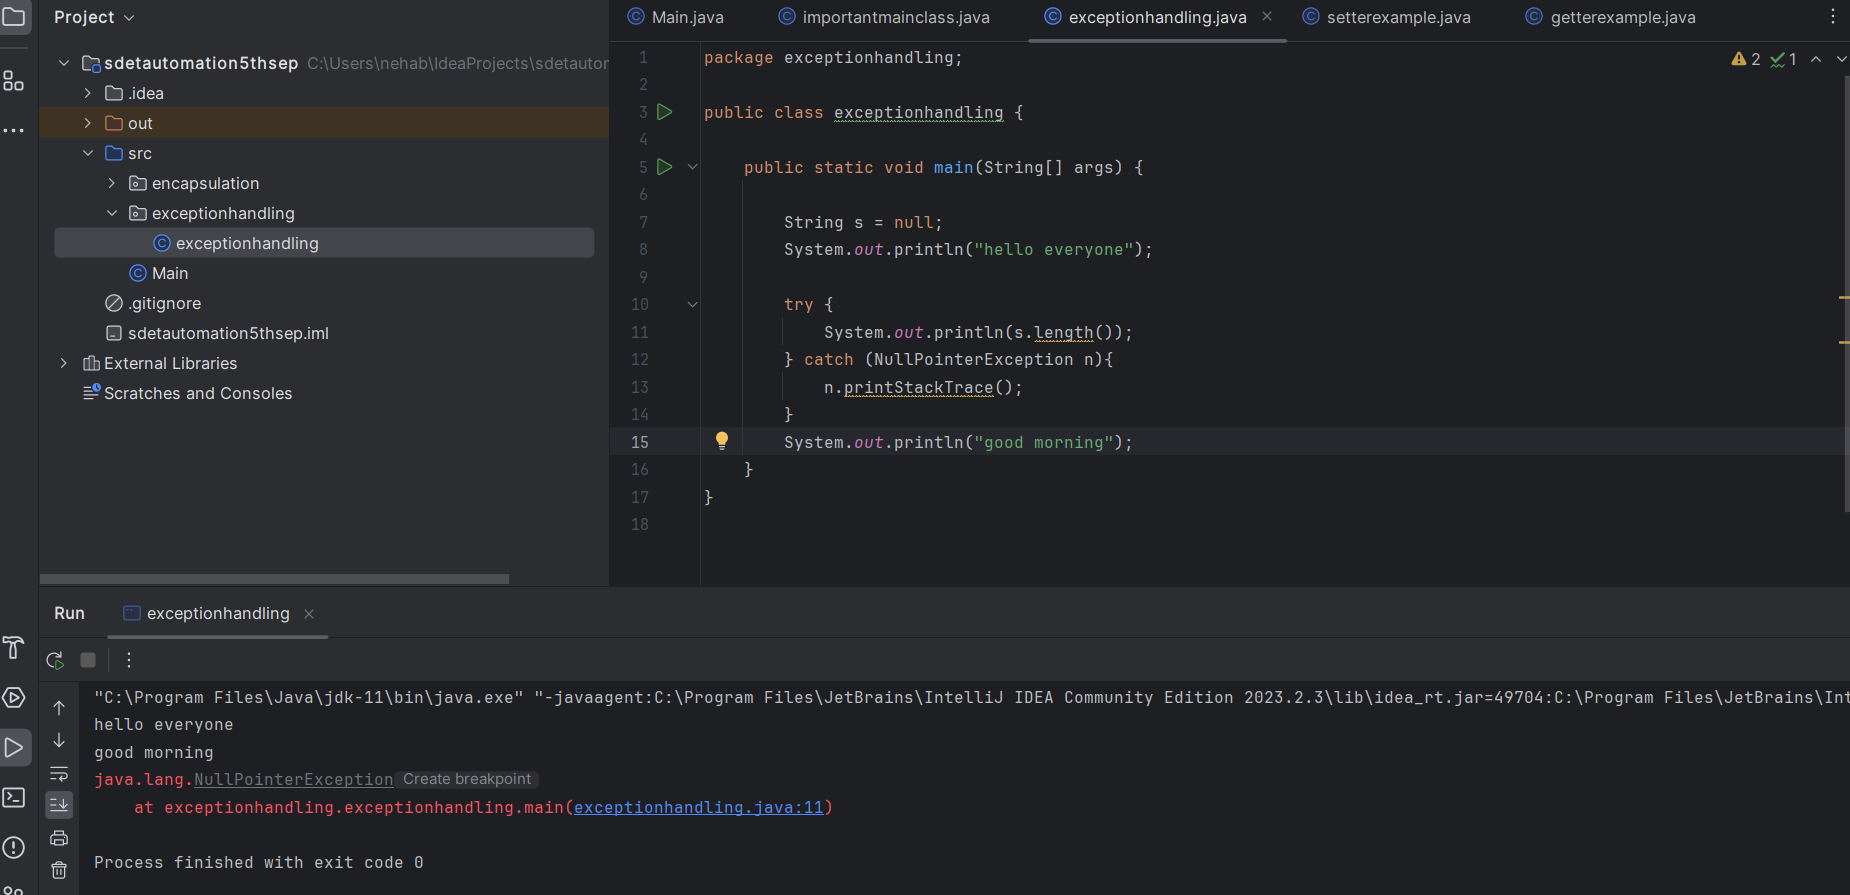 Project
sdetautomation5thsep C:\Users\nehab\IdeaProjects\sdetautom
.idea
out
src
encapsulation
exceptionhandling
exceptionhandling
Main
.gitignore
sdetautomation5thsep.iml
External Libraries
Scratches and Consoles
Main.java importantmainclass.java exceptionhandling.java setterexample.java getterexample.java
2 1
1 package exceptionhandling;
2
3 public class exceptionhandling {
4
5 public static void main(String[] args) {
6
7 String s = null;
8 System.out.println("hello everyone");
9
10 try {
11 System.out.println(s.length());
12 } catch (NullPointerException n){
13 n.printStackTrace();
14 }
15 System.out.println("good morning");
16 }
17 }
18
Run exceptionhandling
"C:\Program Files\Java\jdk-11\bin\java.exe" "-javaagent:C:\Program Files\JetBrains\IntelliJ IDEA Community Edition 2023.2.3\lib\idea_rt.jar=49704:C:\Program Files\JetBrains\Int
hello everyone
good morning
java.lang.NullPointerException Create breakpoint
at exceptionhandling.exceptionhandling.main(exceptionhandling.java:11)
Process finished with exit code 0